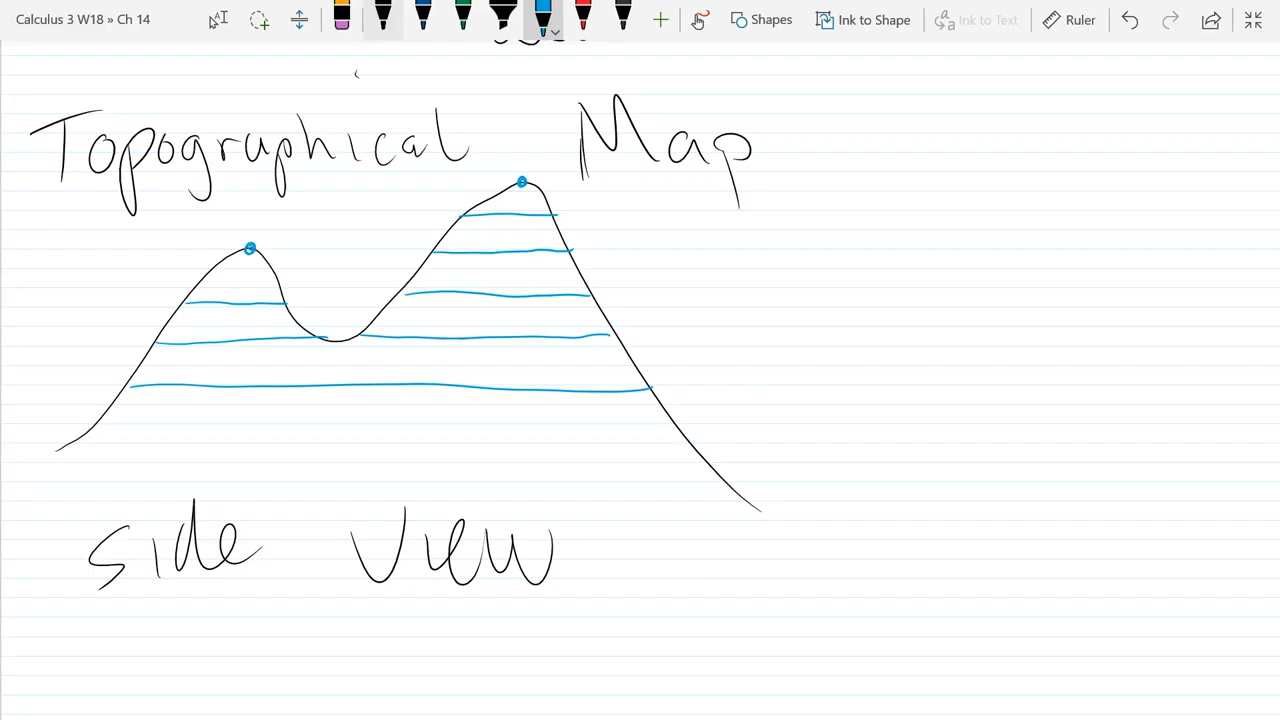 Calculus 3 W18 » Ch 14
Shapes
Ink to Shape
Ink to Text
Ruler
Topographical Map
side view